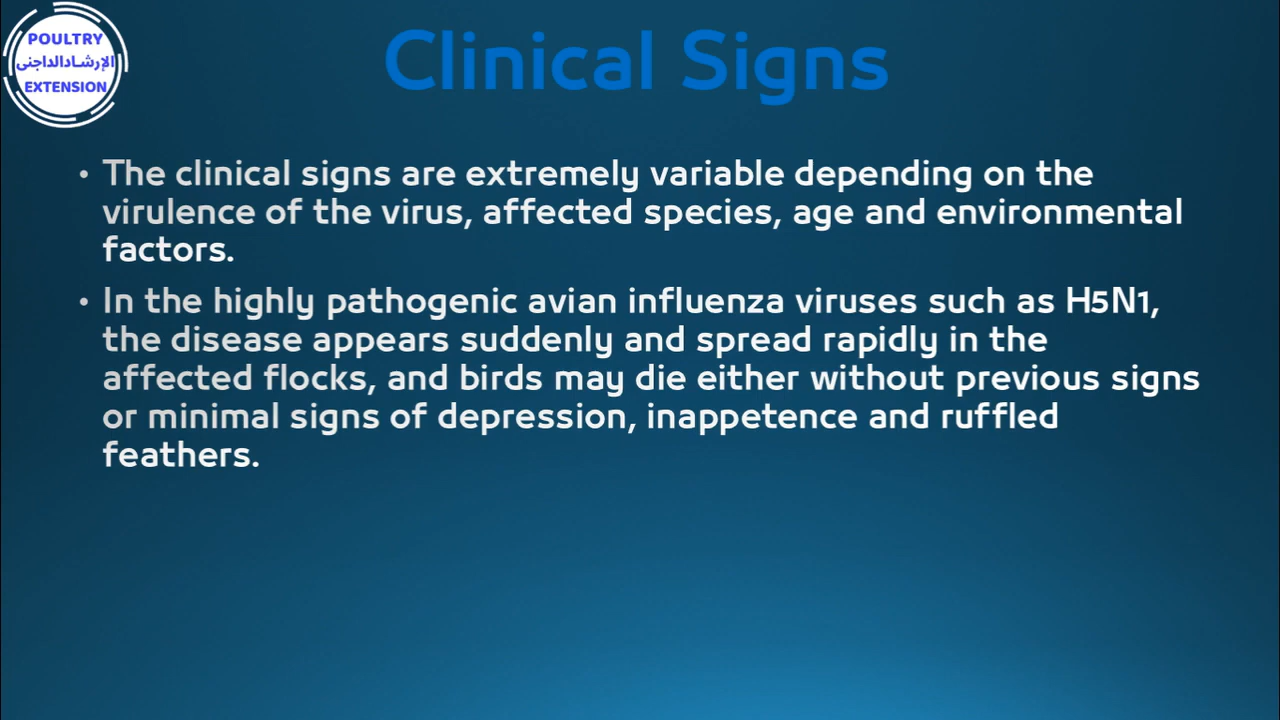 POULTRY
الإرشادالداجنى
EXTENSION
Clinical Signs
• The clinical signs are extremely variable depending on the
virulence of the virus, affected species, age and environmental
factors.
• In the highly pathogenic avian influenza viruses such as H5N1,
the disease appears suddenly and spread rapidly in the
affected flocks, and birds may die either without previous signs
or minimal signs of depression, inappetence and ruffled
feathers.